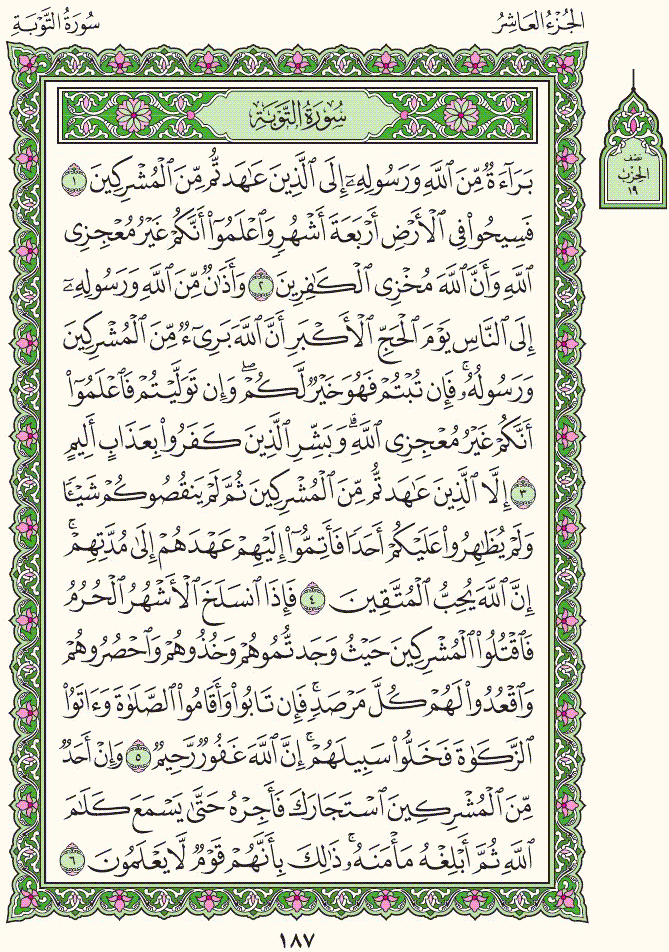 الجُزْءُ العَاشِرُ
سُورَةُ التَّوْبَةِ
سُورَةُ التَّوْبَةِ
نصف
الحزب
١٩
بَرَآءَةٌ مِّنَ ٱللَّهِ وَرَسُولِهِۦٓ إِلَى ٱلَّذِينَ عَٰهَدتُّم مِّنَ ٱلْمُشْرِكِينَ ١
فَسِيحُوا۟ فِى ٱلْأَرْضِ أَرْبَعَةَ أَشْهُرٍ وَٱعْلَمُوٓا۟ أَنَّكُمْ غَيْرُ مُعْجِزِى
ٱللَّهِ وَأَنَّ ٱللَّهَ مُخْزِى ٱلْكَٰفِرِينَ ٢ وَأَذَٰنٌ مِّنَ ٱللَّهِ وَرَسُولِهِۦٓ
إِلَى ٱلنَّاسِ يَوْمَ ٱلْحَجِّ ٱلْأَكْبَرِ أَنَّ ٱللَّهَ بَرِىٓءٌ مِّنَ ٱلْمُشْرِكِينَ
وَرَسُولُهُۥ ۚ فَإِن تُبْتُمْ فَهُوَ خَيْرٌ لَّكُمْ ۖ وَإِن تَوَلَّيْتُمْ فَٱعْلَمُوٓا۟
أَنَّكُمْ غَيْرُ مُعْجِزِى ٱللَّهِ ۗ وَبَشِّرِ ٱلَّذِينَ كَفَرُوا۟ بِعَذَابٍ أَلِيمٍ
٣ إِلَّا ٱلَّذِينَ عَٰهَدتُّم مِّنَ ٱلْمُشْرِكِينَ ثُمَّ لَمْ يَنقُصُوكُمْ شَيْـًٔا
وَلَمْ يُظَٰهِرُوا۟ عَلَيْكُمْ أَحَدًا فَأَتِمُّوٓا۟ إِلَيْهِمْ عَهْدَهُمْ إِلَىٰ مُدَّتِهِمْ ۚ
إِنَّ ٱللَّهَ يُحِبُّ ٱلْمُتَّقِينَ ٤ فَإِذَا ٱنسَلَخَ ٱلْأَشْهُرُ ٱلْحُرُمُ
فَٱقْتُلُوا۟ ٱلْمُشْرِكِينَ حَيْثُ وَجَدتُّمُوهُمْ وَخُذُوهُمْ وَٱحْصُرُوهُمْ
وَٱقْعُدُوا۟ لَهُمْ كُلَّ مَرْصَدٍ ۚ فَإِن تَابُوا۟ وَأَقَامُوا۟ ٱلصَّلَوٰةَ وَءَاتَوُا۟
ٱلزَّكَوٰةَ فَخَلُّوا۟ سَبِيلَهُمْ ۚ إِنَّ ٱللَّهَ غَفُورٌ رَّحِيمٌ ٥ وَإِنْ أَحَدٌ
مِّنَ ٱلْمُشْرِكِينَ ٱسْتَجَارَكَ فَأَجِرْهُ حَتَّىٰ يَسْمَعَ كَلَٰمَ
ٱللَّهِ ثُمَّ أَبْلِغْهُ مَأْمَنَهُۥ ۚ ذَٰلِكَ بِأَنَّهُمْ قَوْمٌ لَّا يَعْلَمُونَ ٦
١٨٧